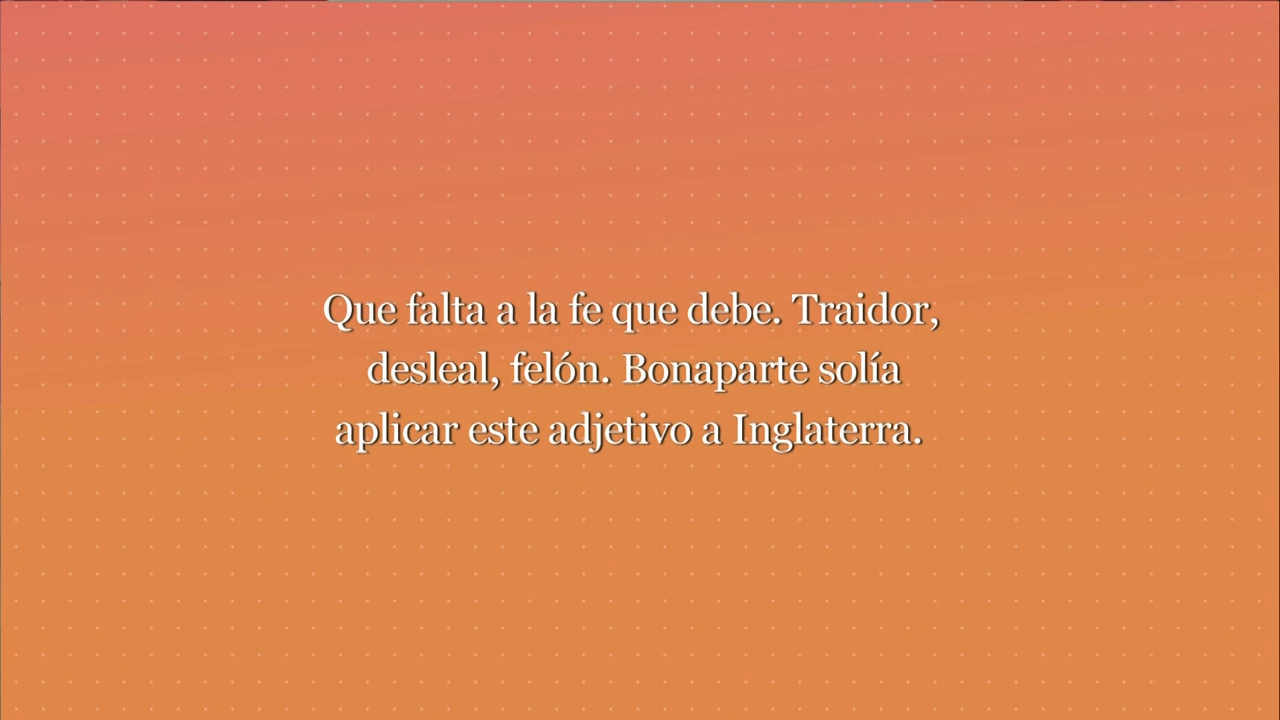 Que falta a la fe que debe. Traidor,
desleal, felón. Bonaparte solía
aplicar este adjetivo a Inglaterra.